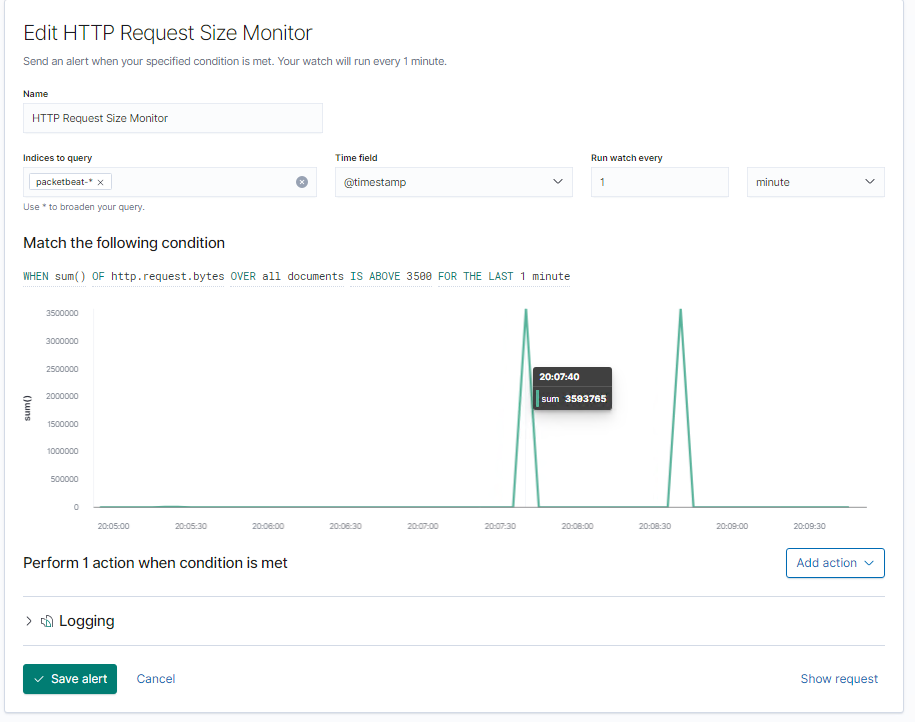 Edit HTTP Request Size Monitor
Send an alert when your specified condition is met. Your watch will run every 1 minute.
Name
HTTP Request Size Monitor
Indices to query
Time field
Run watch every
packetbeat-* ×
@timestamp
1
minute
Use * to broaden your query.
Match the following condition
WHEN sum() OF http.request.bytes OVER all documents IS ABOVE 3500 FOR THE LAST 1 minute
sum()
3500000
3000000
2500000
2000000
1500000
1000000
500000
0
20:07:40
sum 3593765
20:05:00 20:05:30 20:06:00 20:06:30 20:07:00 20:07:30 20:08:00 20:08:30 20:09:00 20:09:30
Perform 1 action when condition is met
Add action
Logging
Save alert
Cancel
Show request